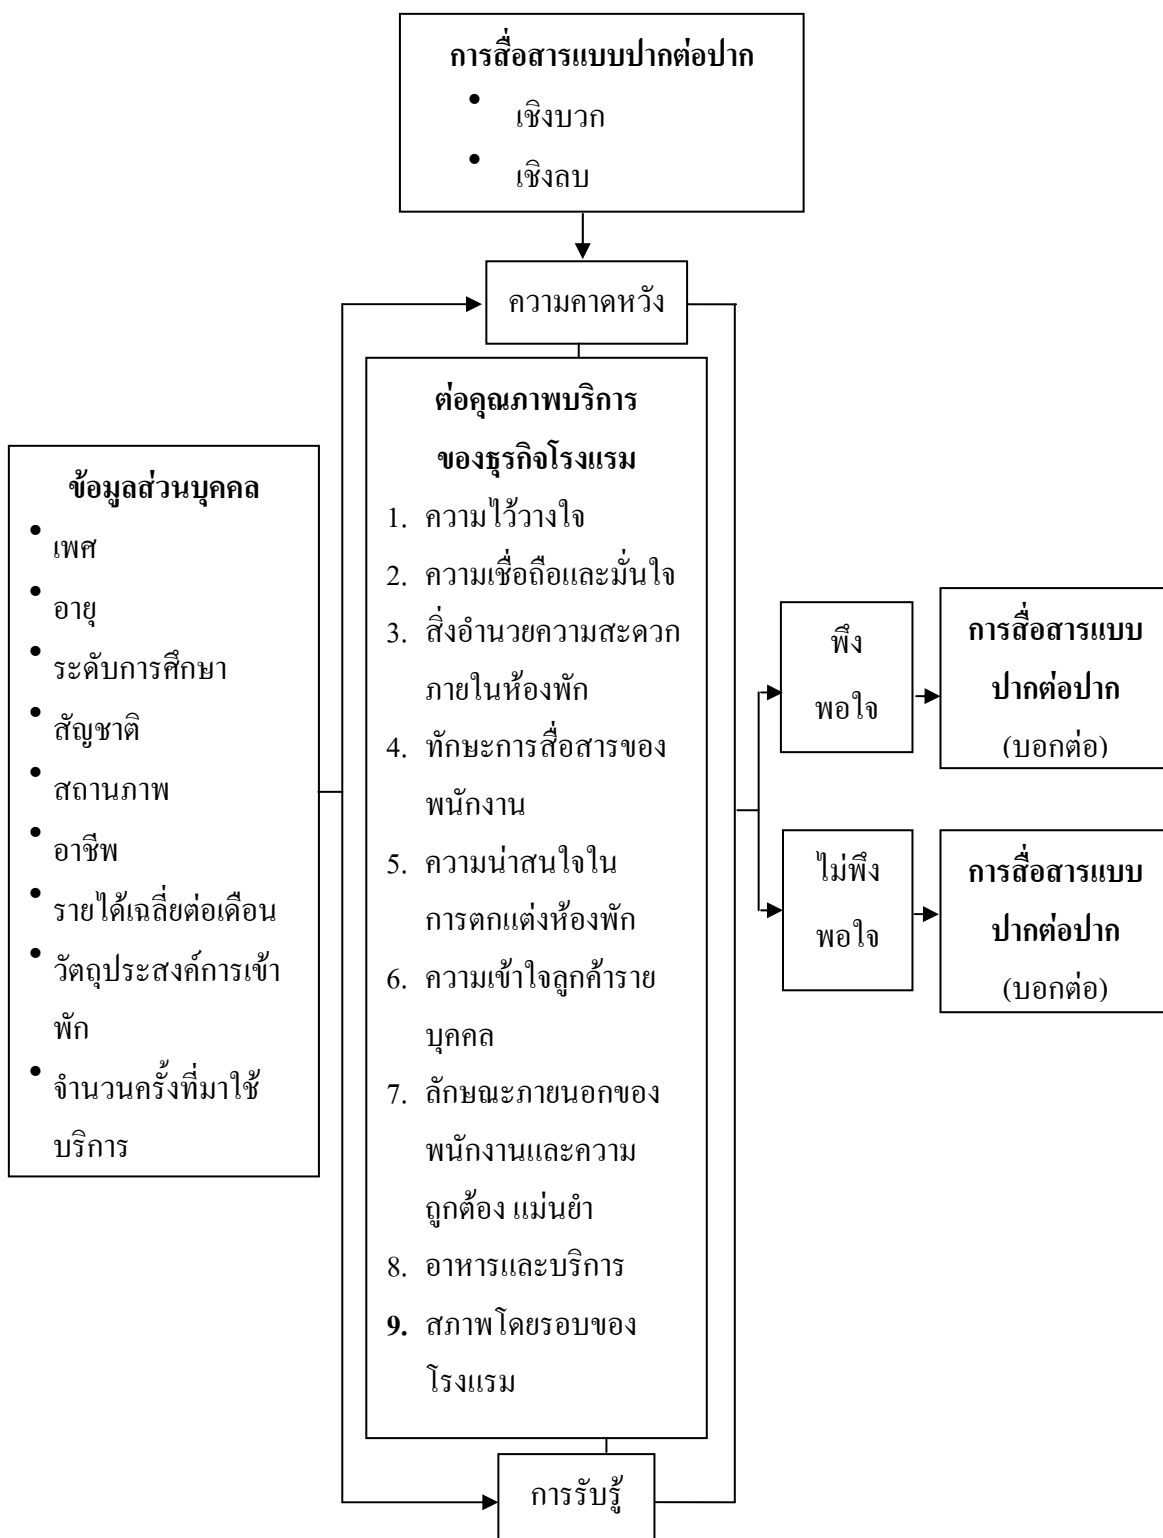 การสื่อสารแบบปากต่อปาก
• เชิงบวก
• เชิงลบ
ความคาดหวัง
ข้อมูลส่วนบุคคล
• เพศ
• อายุ
• ระดับการศึกษา
• สัญชาติ
• สถานภาพ
• อาชีพ
• รายได้เฉลี่ยต่อเดือน
• วัตถุประสงค์การเข้า
พัก
• จำนวนครั้งที่มาใช้
บริการ
ต่อคุณภาพบริการ
ของธุรกิจโรงแรม
1. ความไว้วางใจ
2. ความเชื่อถือและมั่นใจ
3. สิ่งอำนวยความสะดวก
ภายในห้องพัก
4. ทักษะการสื่อสารของ
พนักงาน
5. ความน่าสนใจใน
การตกแต่งห้องพัก
6. ความเข้าใจลูกค้าราย
บุคคล
7. ลักษณะภายนอกของ
พนักงานและความ
ถูกต้อง แม่นยำ
8. อาหารและบริการ
9. สภาพโดยรอบของ
โรงแรม
การรับรู้
พึง
พอใจ
การสื่อสารแบบ
ปากต่อปาก
(บอกต่อ)
ไม่พึง
พอใจ
การสื่อสารแบบ
ปากต่อปาก
(บอกต่อ)